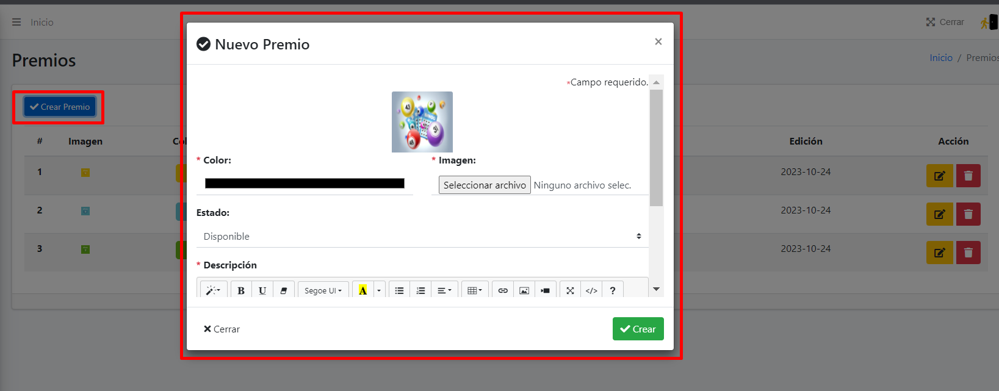 Inicio
Cerrar
Premios
Inicio / Premios
Crear Premio
# Imagen Edición Acción
1 2023-10-24
2 2023-10-24
3 2023-10-24
Nuevo Premio
×
*Campo requerido.
* Color:
* Imagen:
Seleccionar archivo Ninguno archivo selec.
Estado:
Disponible
* Descripción
B U Segoe UI A </> ?
Cerrar
Crear